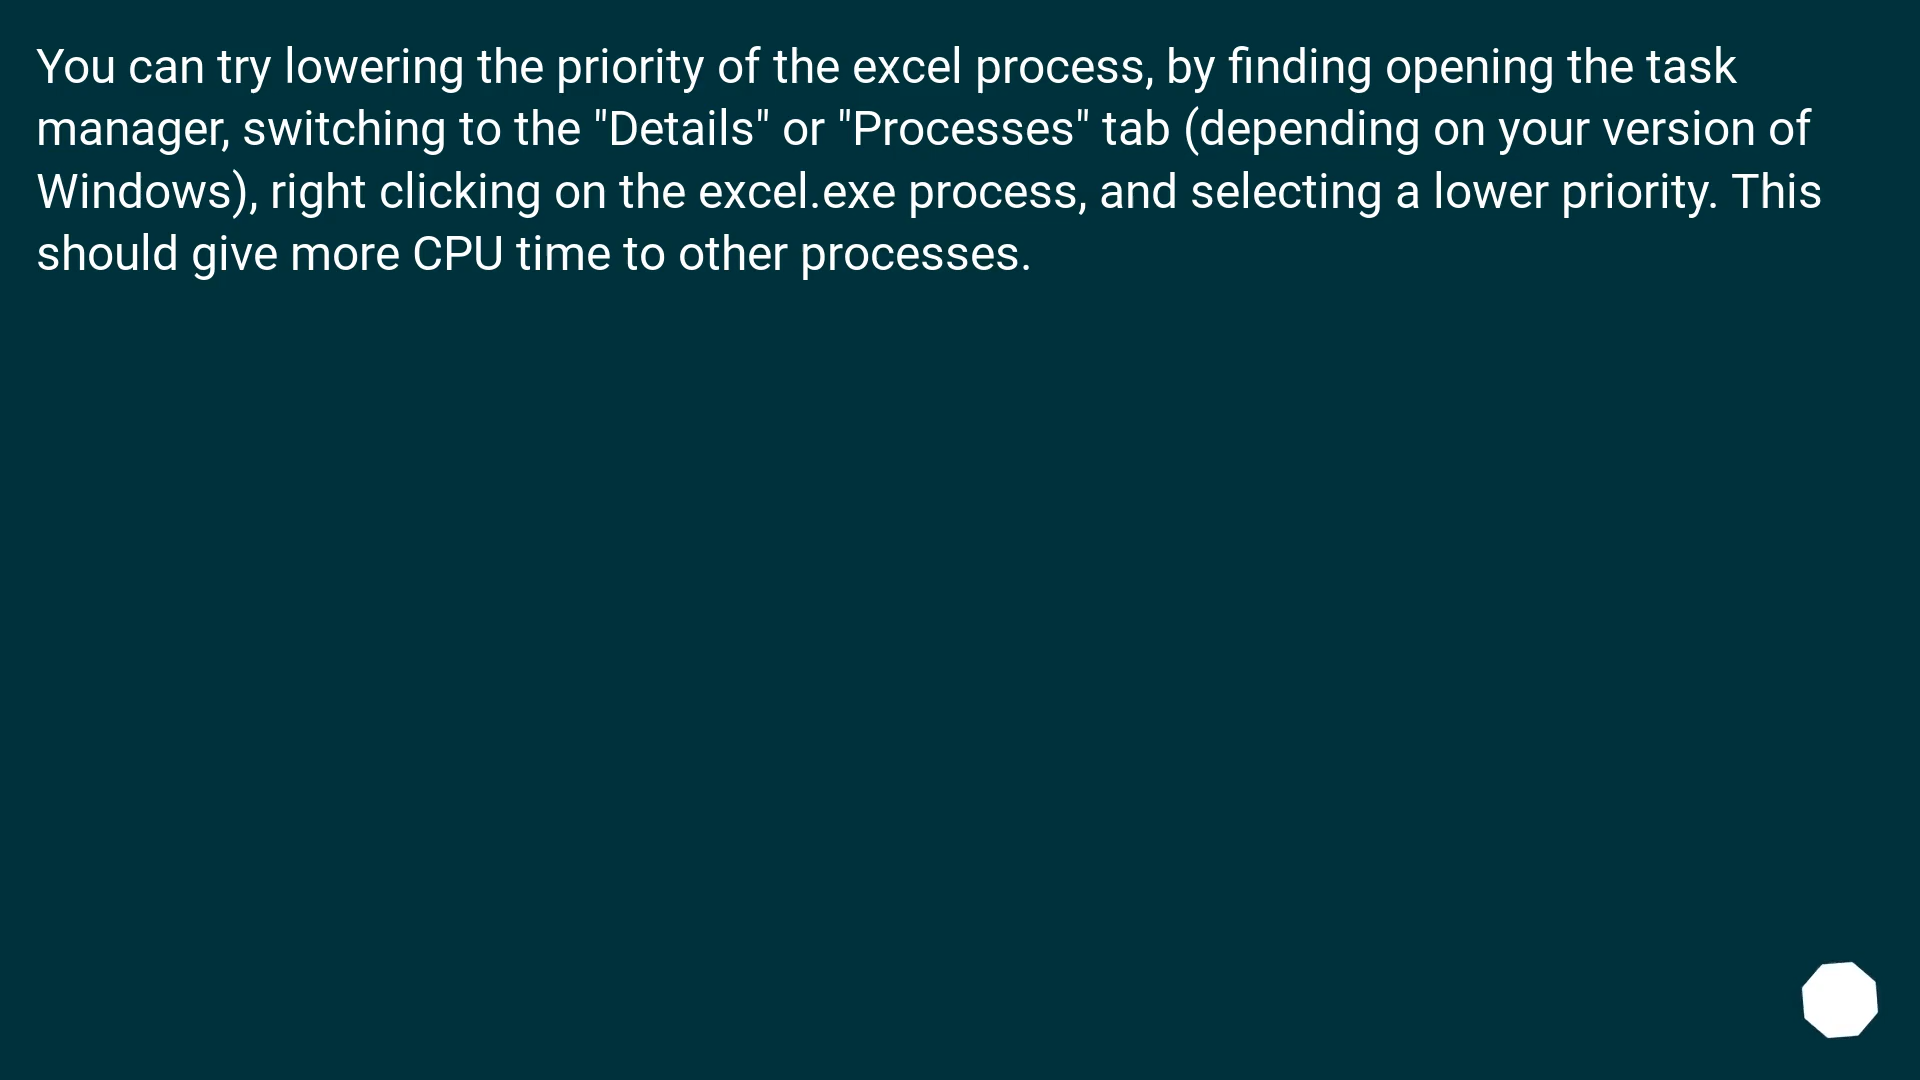 You can try lowering the priority of the excel process, by finding opening the task
manager, switching to the "Details" or "Processes" tab (depending on your version of
Windows), right clicking on the excel.exe process, and selecting a lower priority. This
should give more CPU time to other processes.